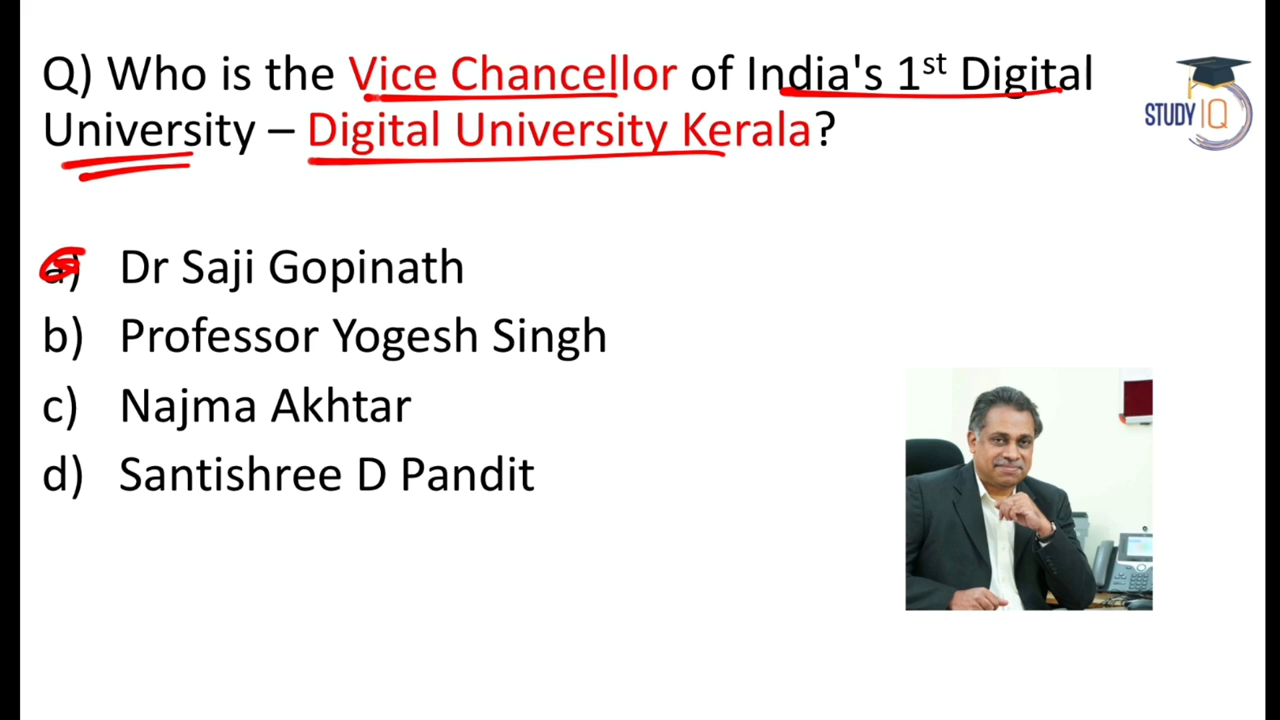 Q) Who is the Vice Chancellor of India's 1st Digital
University – Digital University Kerala?
STUDY IQ
a) Dr Saji Gopinath
b) Professor Yogesh Singh
c) Najma Akhtar
d) Santishree D Pandit